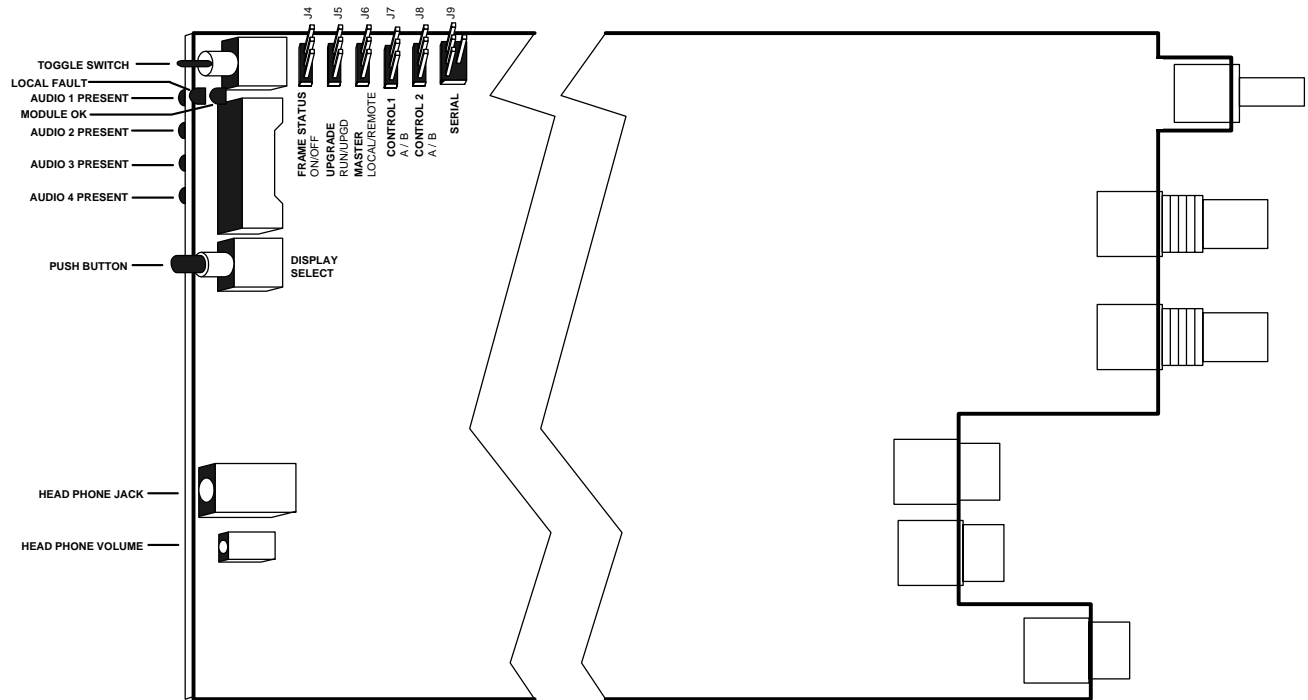 TOGGLE SWITCH
LOCAL FAULT
AUDIO 1 PRESENT
MODULE OK
AUDIO 2 PRESENT
AUDIO 3 PRESENT
AUDIO 4 PRESENT
PUSH BUTTON
HEAD PHONE JACK
HEAD PHONE VOLUME
DISPLAY
SELECT
J4
J5
J6
J7
J8
J9
FRAME STATUS
ON/OFF
UPGRADE
RUN/UPGD
MASTER
LOCAL/REMOTE
CONTROL1
A / B
CONTROL 2
A / B
SERIAL